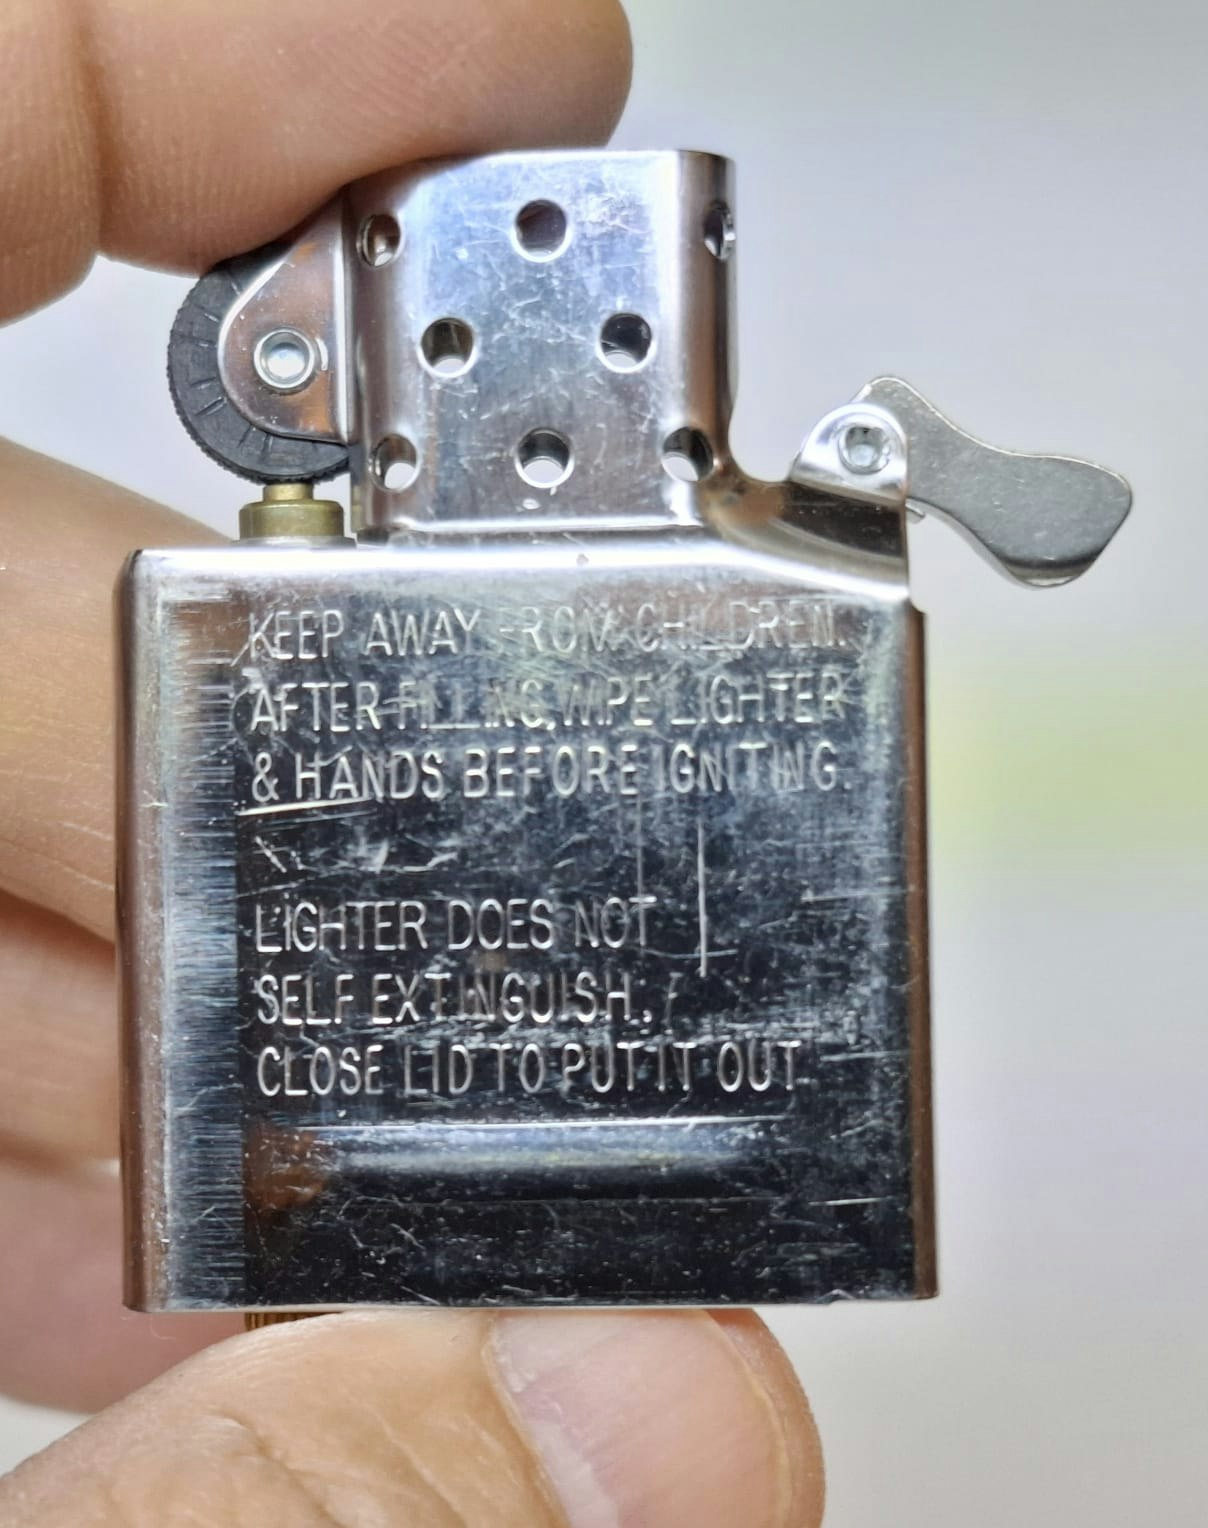 KEEP AWAY FROM CHILDREN.
AFTER FILLING, WIPE LIGHTER
& HANDS BEFORE IGNITING.
LIGHTER DOES NOT
SELF EXTINGUISH.
CLOSE LID TO PUT IT OUT